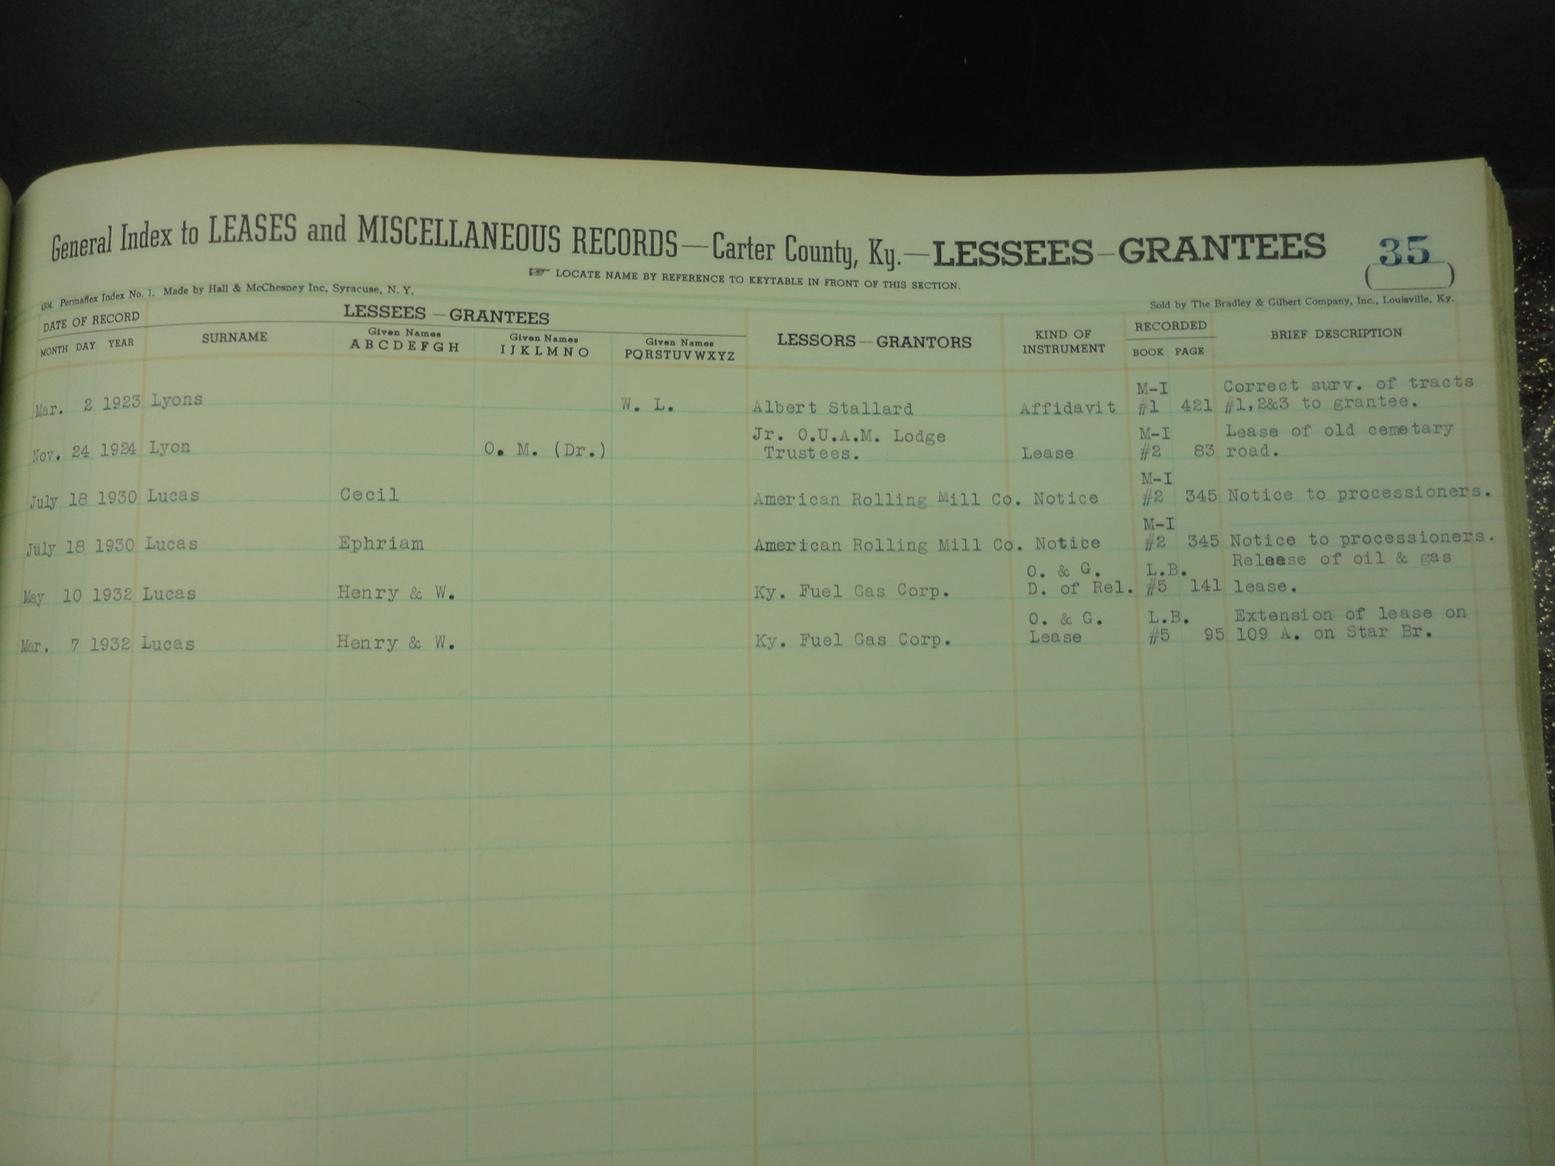 General Index to LEASES and MISCELLANEOUS RECORDS—Carter County, Ky.—LESSEES—GRANTEES 35
☞ LOCATE NAME BY REFERENCE TO KEYTABLE IN FRONT OF THIS SECTION. ( )
Permaflex Index No. 1. Made by Hall & McChesney Inc, Syracuse, N. Y. Sold by The Bradley & Gilbert Company, Inc., Louisville, Ky.
DATE OF RECORD LESSEES—GRANTEES LESSORS—GRANTORS KIND OF INSTRUMENT RECORDED BRIEF DESCRIPTION
MONTH DAY YEAR SURNAME Given Names A B C D E F G H Given Names I J K L M N O Given Names PQRSTUVWXYZ BOOK PAGE
M-I Correct surv. of tracts
Mar. 2 1923 Lyons W. L. Albert Stallard Affidavit #1 421 #1,2&3 to grantee.
Jr. O.U.A.M. Lodge M-I Lease of old cemetary
Nov. 24 1924 Lyon O. M. (Dr.) Trustees. Lease #2 83 road.
M-I
July 18 1930 Lucas Cecil American Rolling Mill Co. Notice #2 345 Notice to processioners.
M-I
July 18 1930 Lucas Ephriam American Rolling Mill Co. Notice #2 345 Notice to processioners.
O. & G. L.B. Release of oil & gas
May 10 1932 Lucas Henry & W. Ky. Fuel Gas Corp. D. of Rel. #5 141 lease.
O. & G. L.B. Extension of lease on
Mar. 7 1932 Lucas Henry & W. Ky. Fuel Gas Corp. Lease #5 95 109 A. on Star Br.